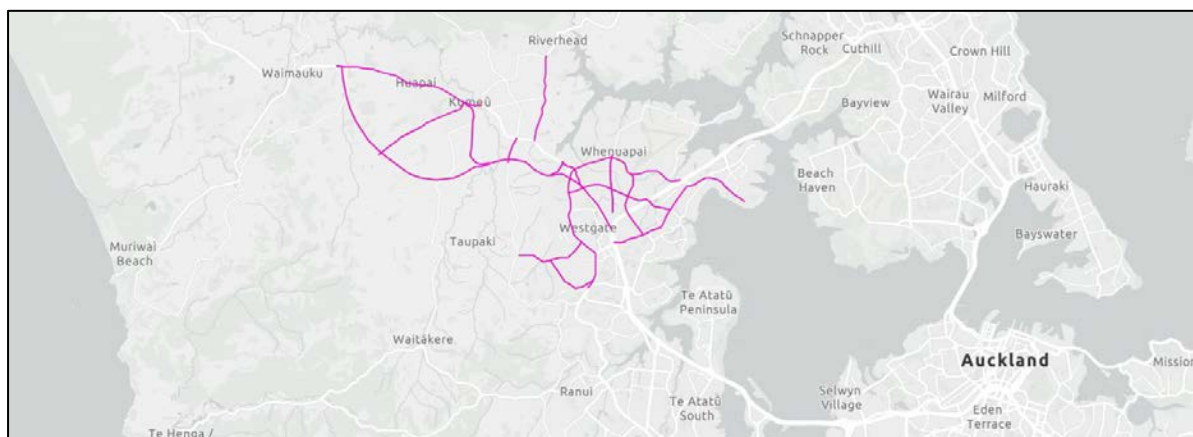 Riverhead
Schnapper
Rock
Cuthill
Crown Hill
Waimauku
Huapai
Kumeū
Wairau
Valley
Milford
Bayview
Whenuapai
Beach
Haven
Hauraki
Westgate
Bayswater
Muriwai
Beach
Taupaki
Te Atatū
Peninsula
Waitākere
Auckland
Mission
Ranui
Selwyn
Village
Te Atatū
South
Eden
Terrace
Te Henga /